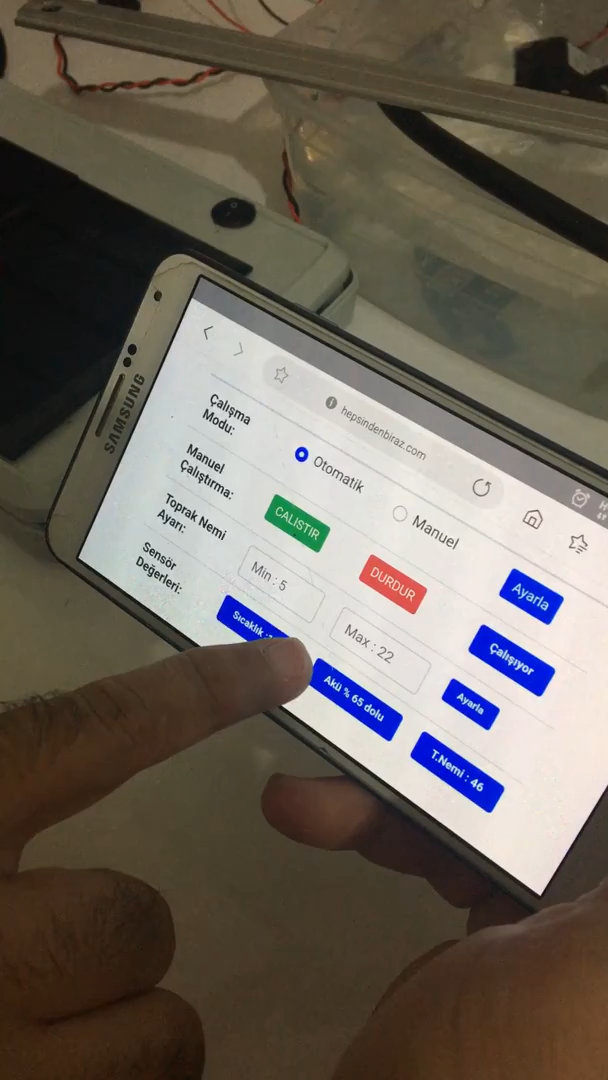 SAMSUNG
hepsindenbiraz.com
Çalışma
Modu:
Otomatik
Manuel
Ayarla
Manuel
Çalıştırma:
ÇALIŞTIR
DURDUR
Çalışıyor
Toprak Nemi
Ayarı:
Min : 5
Max : 22
Ayarla
Sensör
Değerleri:
Sıcaklık
Akü % 65 dolu
T.Nemi : 46